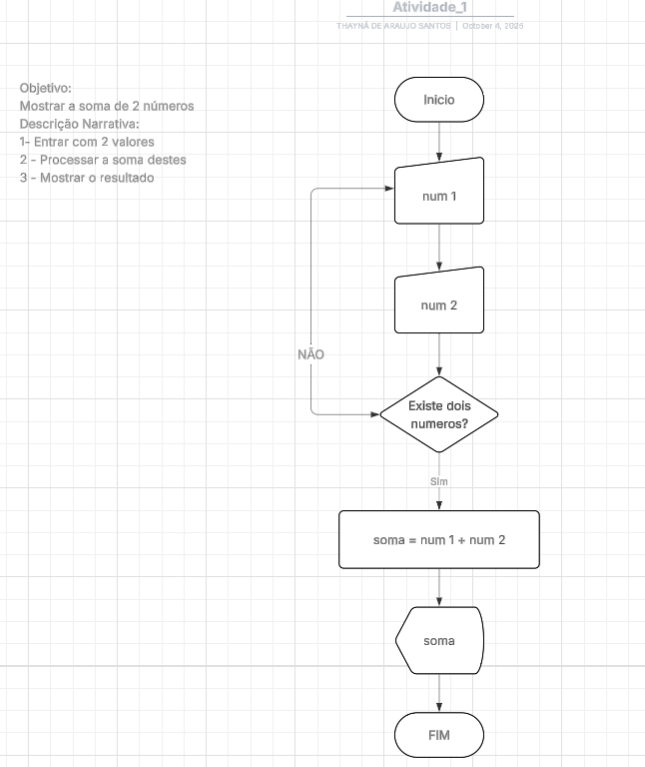 Atividade_1
THAYNÁ DE ARAUJO SANTOS | October 4, 2025
Objetivo:
Mostrar a soma de 2 números
Descrição Narrativa:
1- Entrar com 2 valores
2 - Processar a soma destes
3 - Mostrar o resultado
Inicio
num 1
num 2
NÃO
Existe dois
numeros?
Sim
soma = num 1 + num 2
soma
FIM